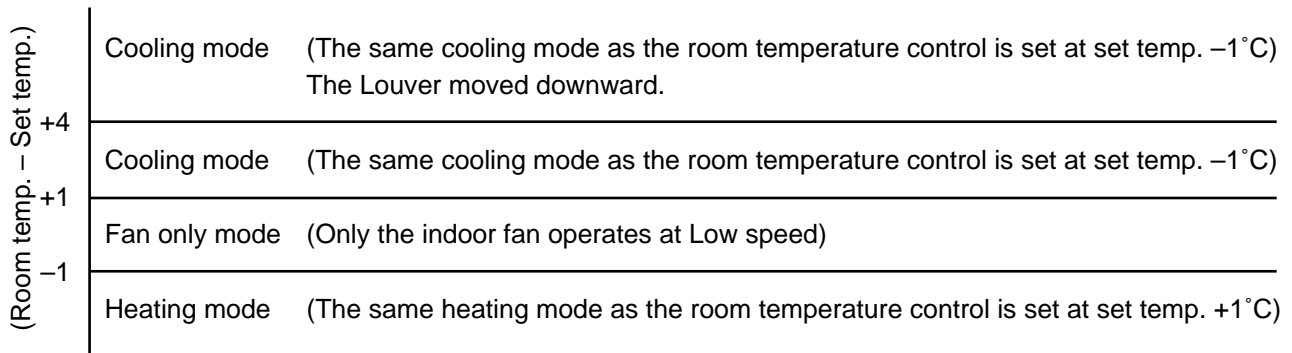 (Room temp. – Set temp.)
Cooling mode (The same cooling mode as the room temperature control is set at set temp. –1˚C)
The Louver moved downward.
+4
Cooling mode (The same cooling mode as the room temperature control is set at set temp. –1˚C)
+1
Fan only mode (Only the indoor fan operates at Low speed)
–1
Heating mode (The same heating mode as the room temperature control is set at set temp. +1˚C)